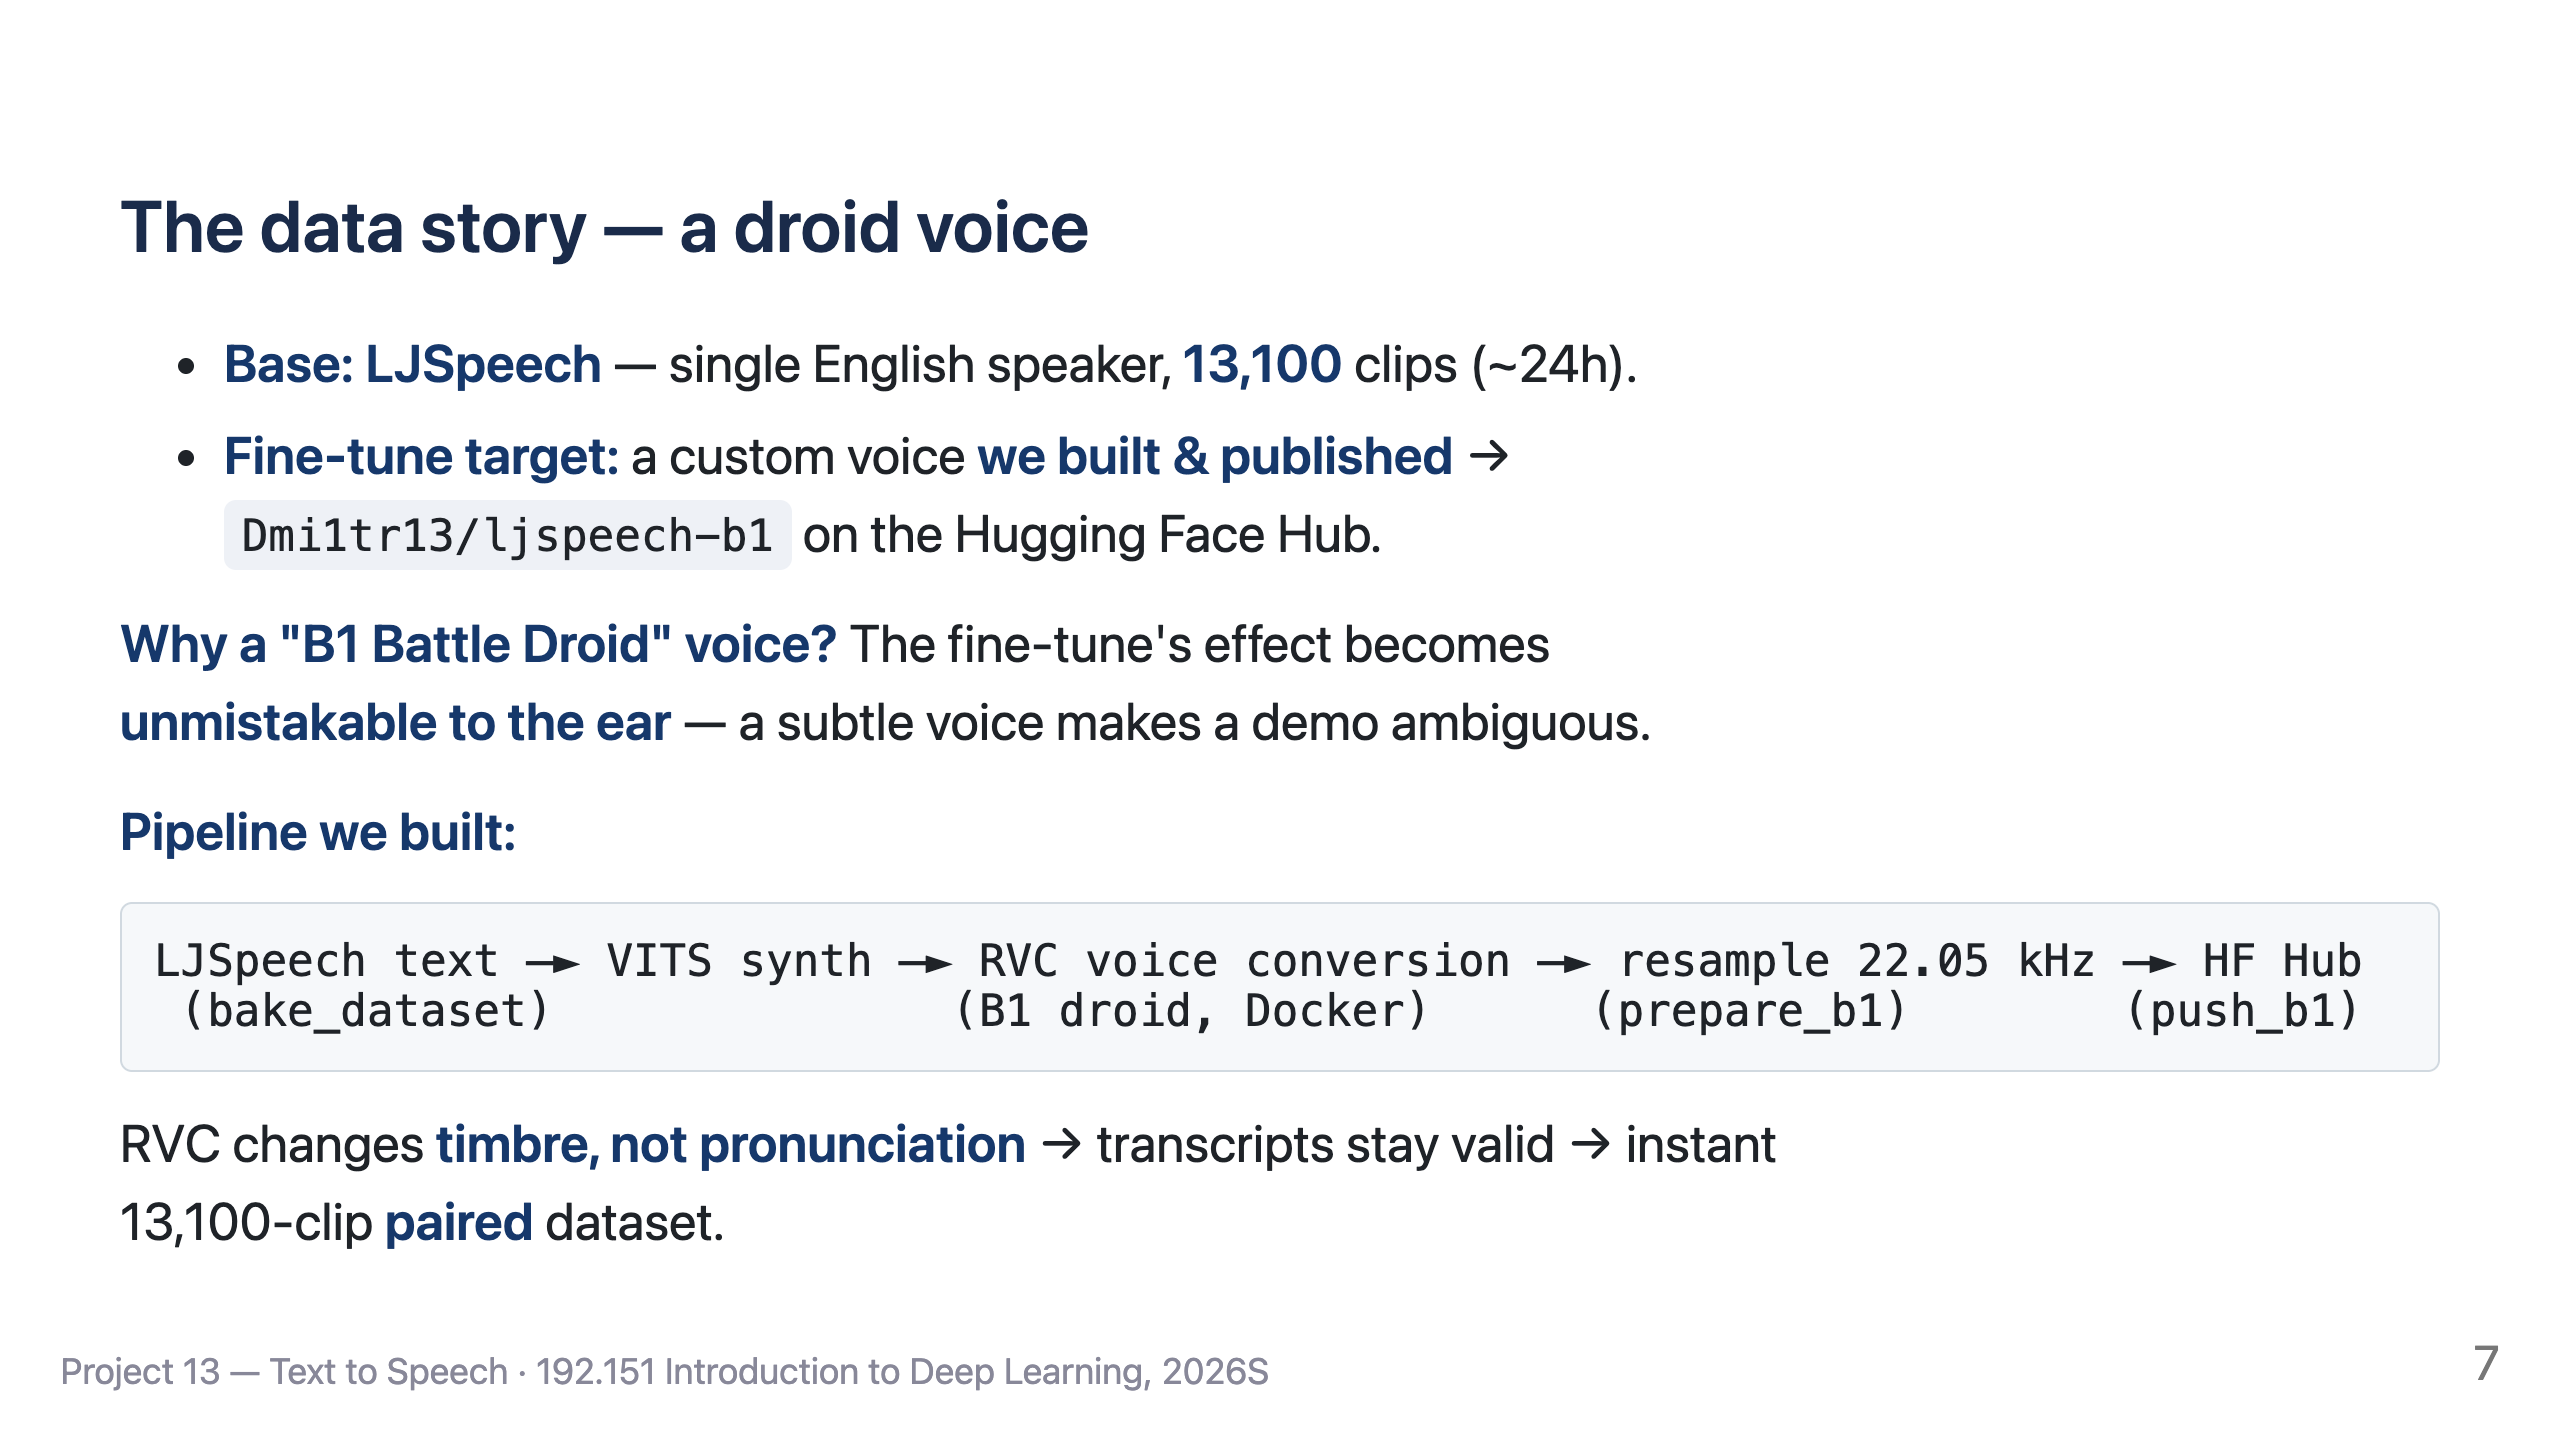 The data story — a droid voice
• Base: LJSpeech — single English speaker, 13,100 clips (~24h).
• Fine-tune target: a custom voice we built & published →
Dmi1tr13/ljspeech-b1 on the Hugging Face Hub.
Why a "B1 Battle Droid" voice? The fine-tune's effect becomes
unmistakable to the ear — a subtle voice makes a demo ambiguous.
Pipeline we built:
LJSpeech text —► VITS synth —► RVC voice conversion —► resample 22.05 kHz —► HF Hub
(bake_dataset) (B1 droid, Docker) (prepare_b1) (push_b1)
RVC changes timbre, not pronunciation → transcripts stay valid → instant
13,100-clip paired dataset.
Project 13 — Text to Speech · 192.151 Introduction to Deep Learning, 2026S
7